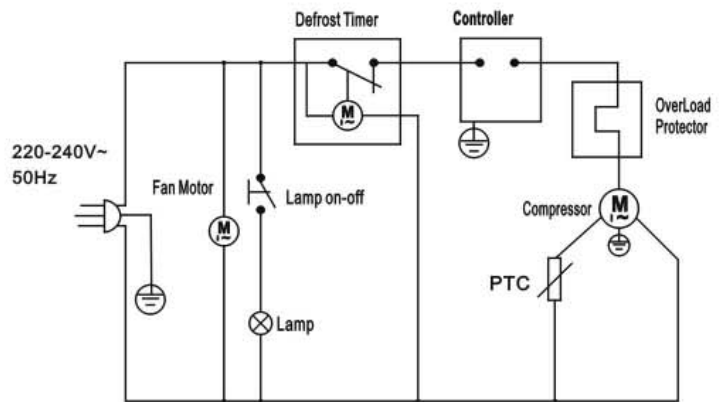 Defrost Timer
Controller
M
~
OverLoad
Protector
220-240V~
50Hz
Fan Motor
M
~
Lamp on-off
Compressor
M
~
PTC
Lamp